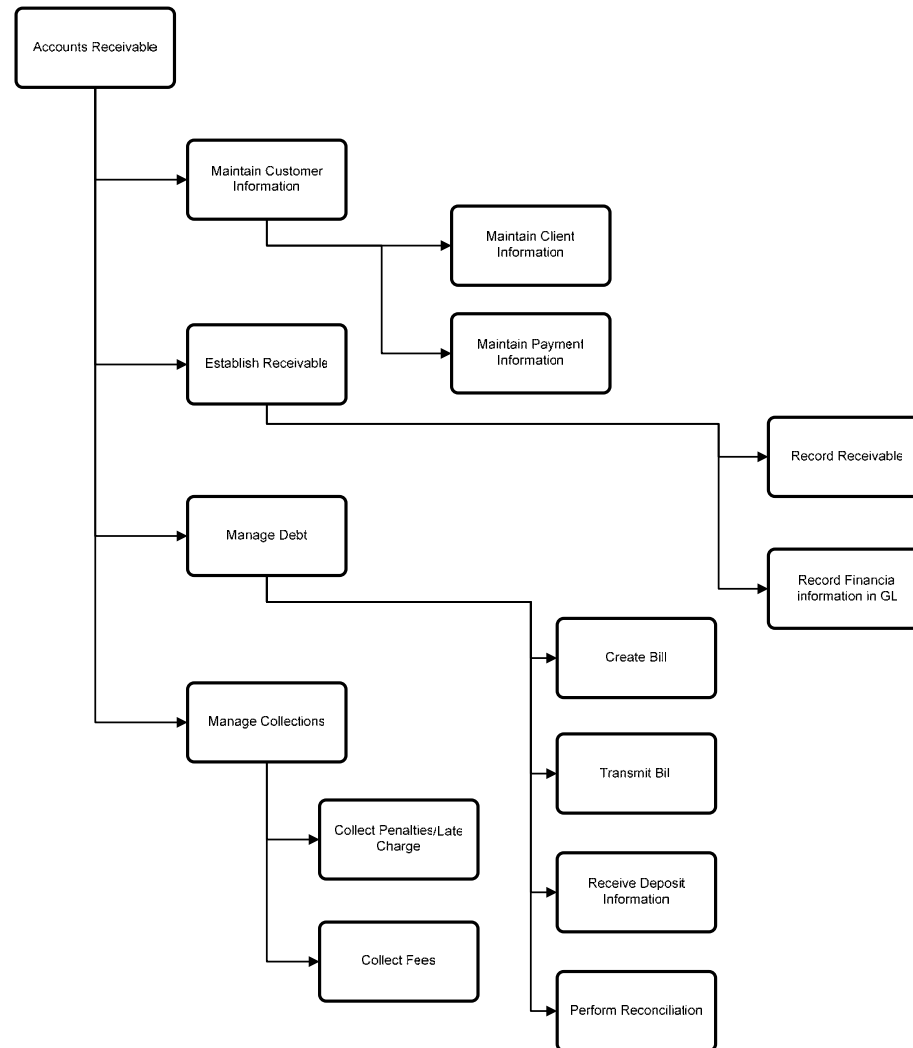 Accounts Receivable
Maintain Customer
Information
Maintain Client
Information
Maintain Payment
Information
Establish Receivable
Record Receivable
Record Financia
information in GL
Manage Debt
Create Bill
Transmit Bil
Receive Deposit
Information
Perform Reconciliation
Manage Collections
Collect Penalties/Late
Charge
Collect Fees